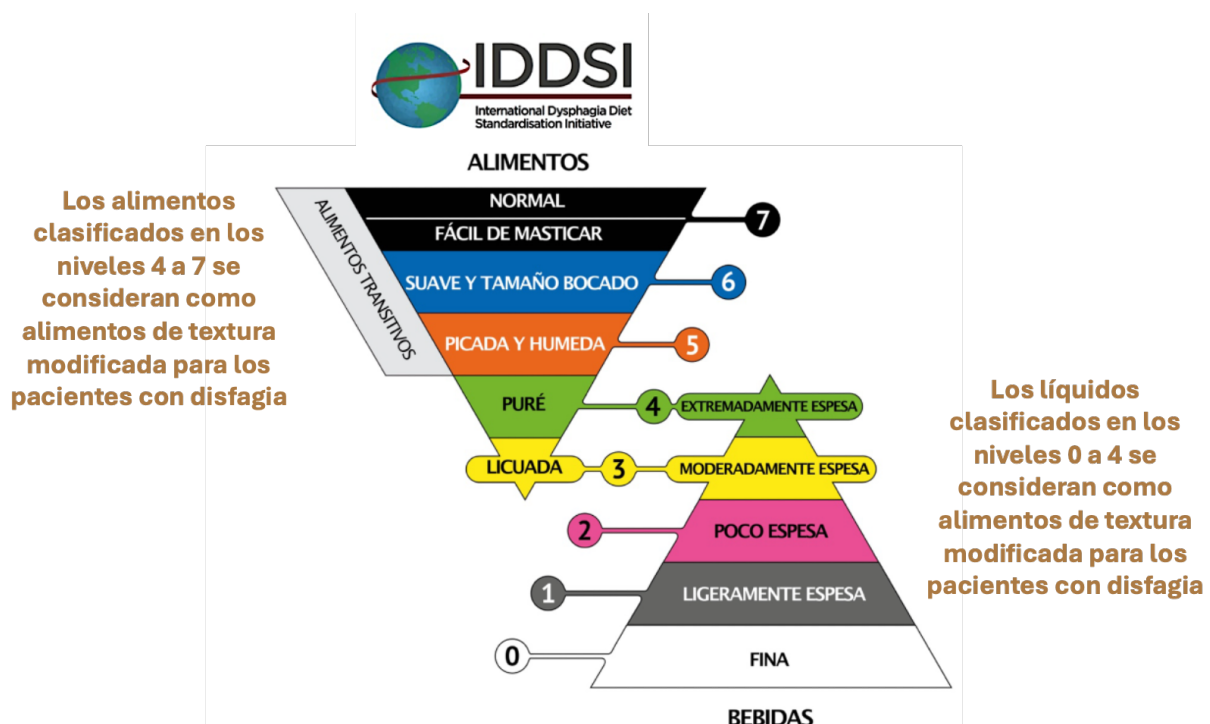 IDDSI
International Dysphagia Diet
Standardisation Initiative
ALIMENTOS
Los alimentos
clasificados en los
niveles 4 a 7 se
consideran como
alimentos de textura
modificada para los
pacientes con disfagia
ALIMENTOS TRANSITIVOS
NORMAL
7
FÁCIL DE MASTICAR
SUAVE Y TAMAÑO BOCADO
6
PICADA Y HUMEDA
5
PURÉ
4
EXTREMADAMENTE ESPESA
LICUADA
3
MODERADAMENTE ESPESA
2
POCO ESPESA
1
LIGERAMENTE ESPESA
0
FINA
BEBIDAS
Los líquidos
clasificados en los
niveles 0 a 4 se
consideran como
alimentos de textura
modificada para los
pacientes con disfagia